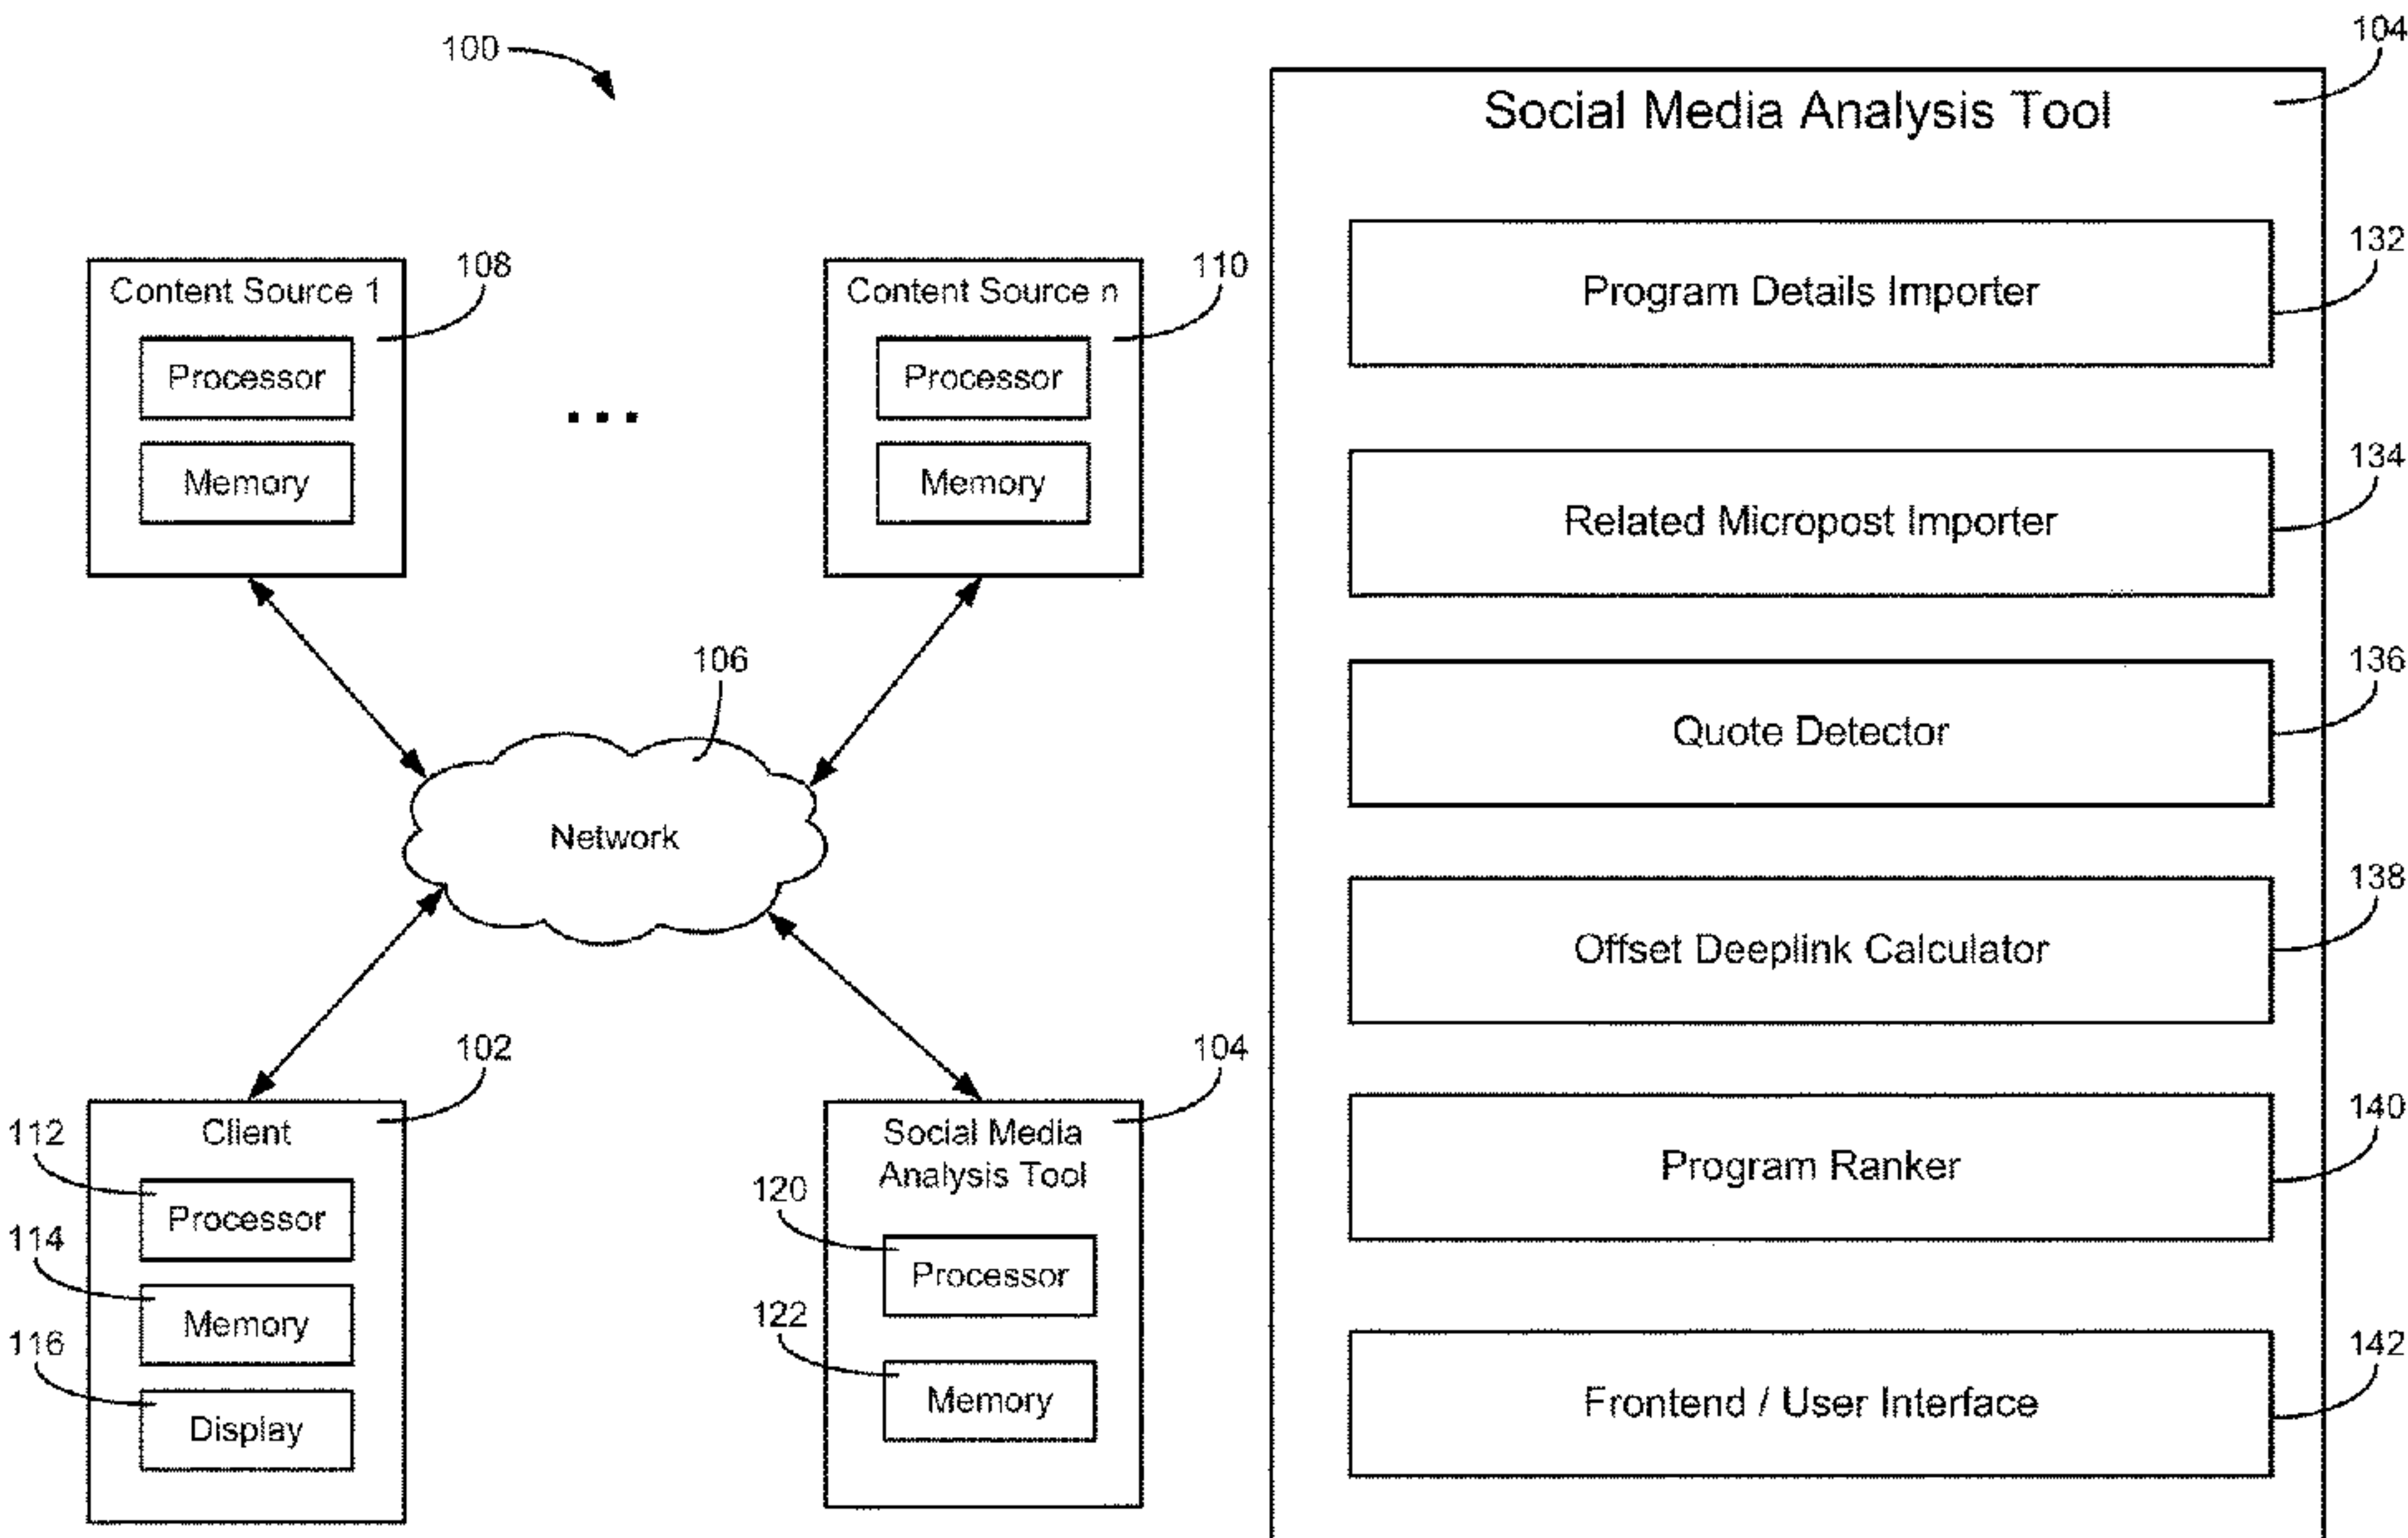 100
Content Source 1
108
Processor
Memory
...
Content Source n
110
Processor
Memory
106
Network
102
Client
112
Processor
114
Memory
116
Display
104
Social Media
Analysis Tool
120
Processor
122
Memory
104
Social Media Analysis Tool
Program Details Importer
132
Related Micropost Importer
134
Quote Detector
136
Offset Deeplink Calculator
138
Program Ranker
140
Frontend / User Interface
142